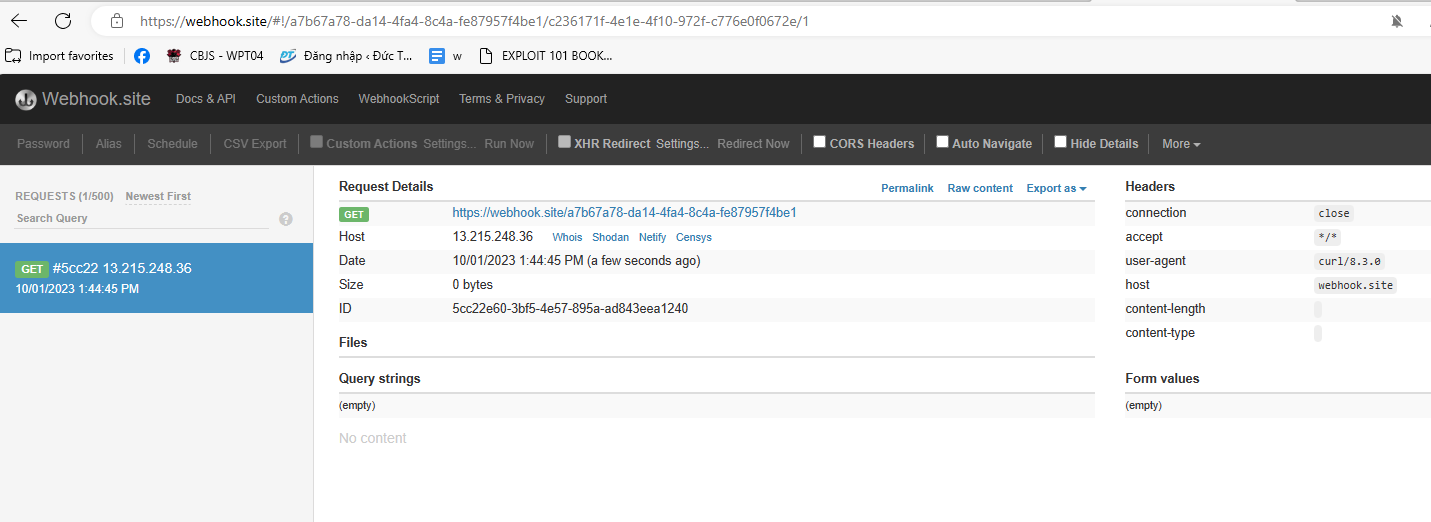 https://webhook.site/#!/a7b67a78-da14-4fa4-8c4a-fe87957f4be1/c236171f-4e1e-4f10-972f-c776e0f0672e/1
Import favorites CBJS - WPT04 Đăng nhập ‹ Đức T... w EXPLOIT 101 BOOK...
Webhook.site Docs & API Custom Actions WebhookScript Terms & Privacy Support
Password Alias Schedule CSV Export Custom Actions Settings... Run Now XHR Redirect Settings... Redirect Now CORS Headers Auto Navigate Hide Details More
REQUESTS (1/500) Newest First
Search Query ?
GET #5cc22 13.215.248.36
10/01/2023 1:44:45 PM
Request Details Permalink Raw content Export as
GET https://webhook.site/a7b67a78-da14-4fa4-8c4a-fe87957f4be1
Host 13.215.248.36 Whois Shodan Netify Censys
Date 10/01/2023 1:44:45 PM (a few seconds ago)
Size 0 bytes
ID 5cc22e60-3bf5-4e57-895a-ad843eea1240
Files
Query strings
(empty)
No content
Headers
connection close
accept */*
user-agent curl/8.3.0
host webhook.site
content-length
content-type
Form values
(empty)